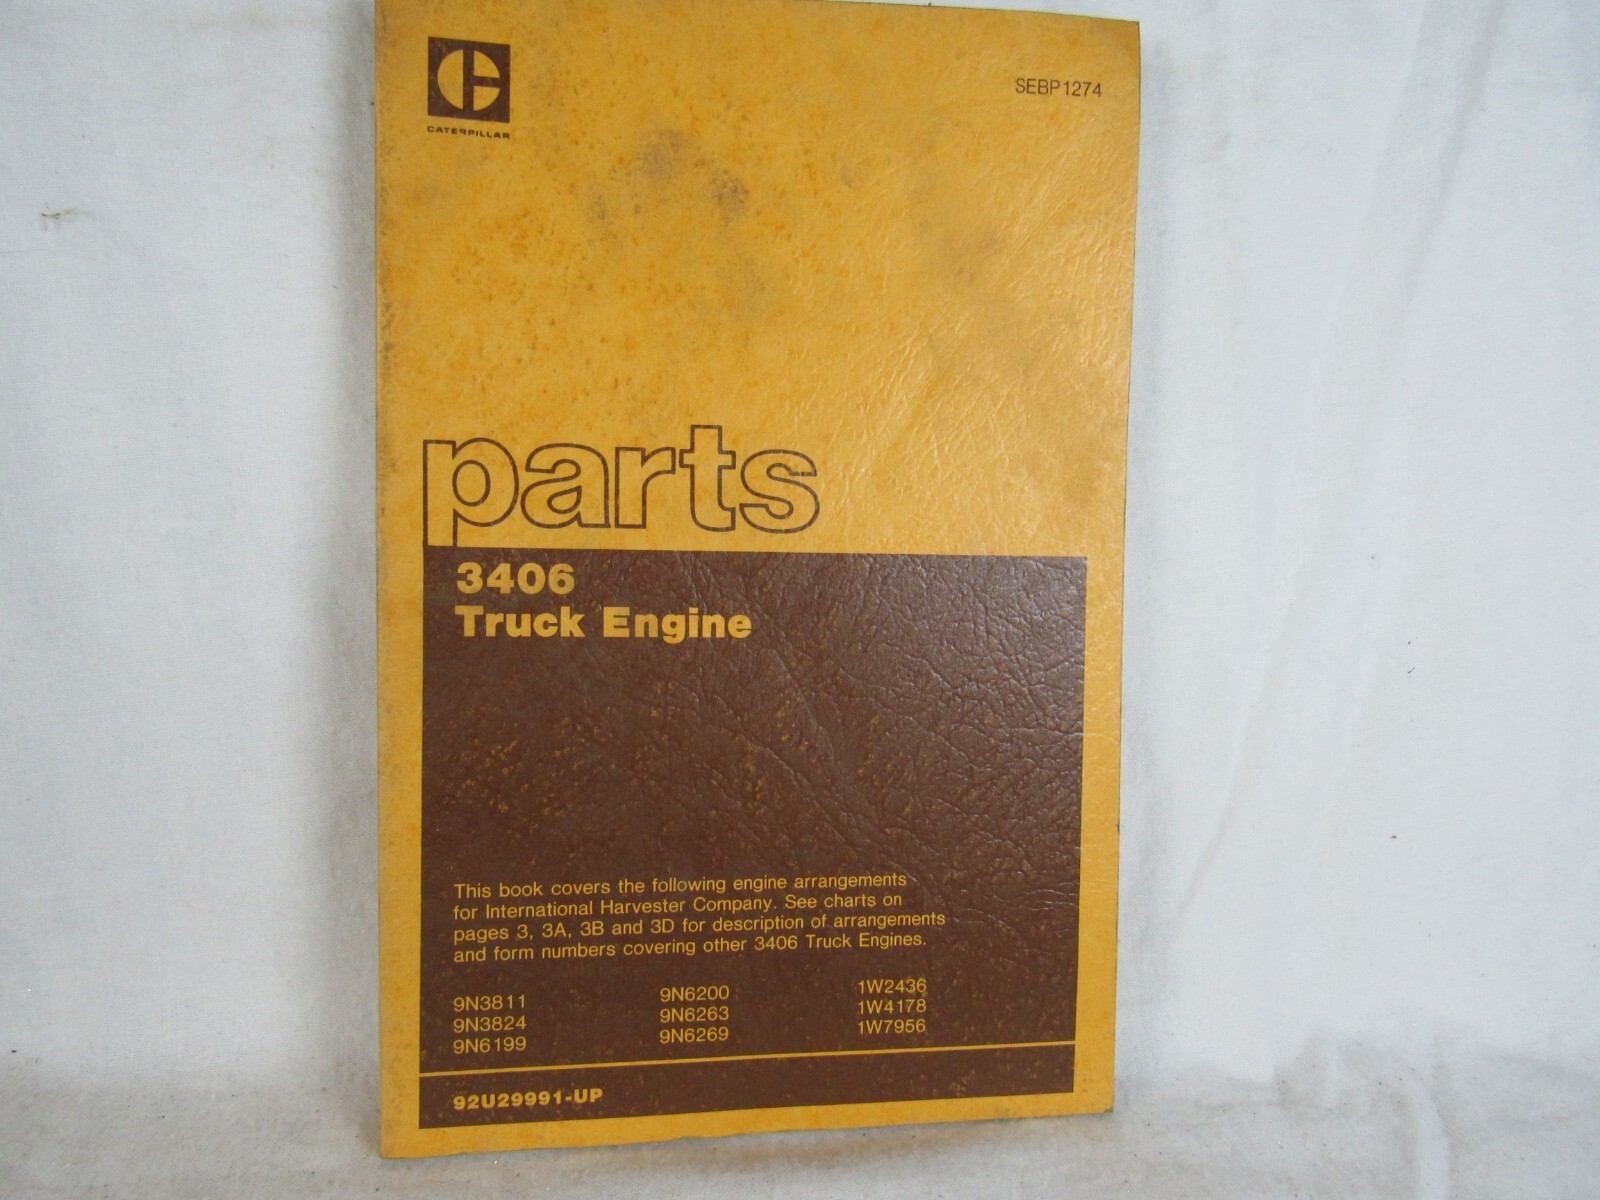 CATERPILLAR
SEBP1274
parts
3406
Truck Engine
This book covers the following engine arrangements
for International Harvester Company. See charts on
pages 3, 3A, 3B and 3D for description of arrangements
and form numbers covering other 3406 Truck Engines.
9N3811 9N6200 1W2436
9N3824 9N6263 1W4178
9N6199 9N6269 1W7956
92U29991-UP